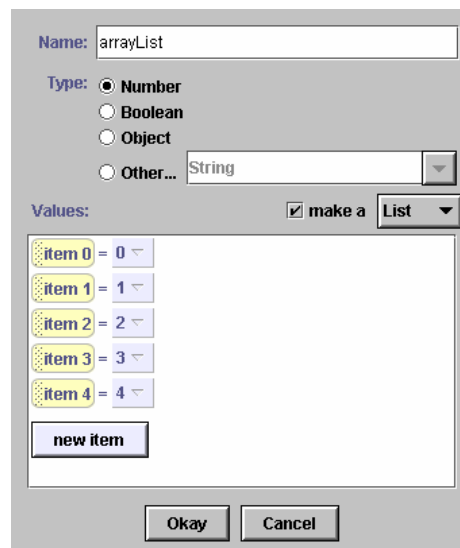 Name: arrayList
Type: Number
Boolean
Object
Other... String
Values: make a List
item 0 = 0
item 1 = 1
item 2 = 2
item 3 = 3
item 4 = 4
new item
Okay Cancel